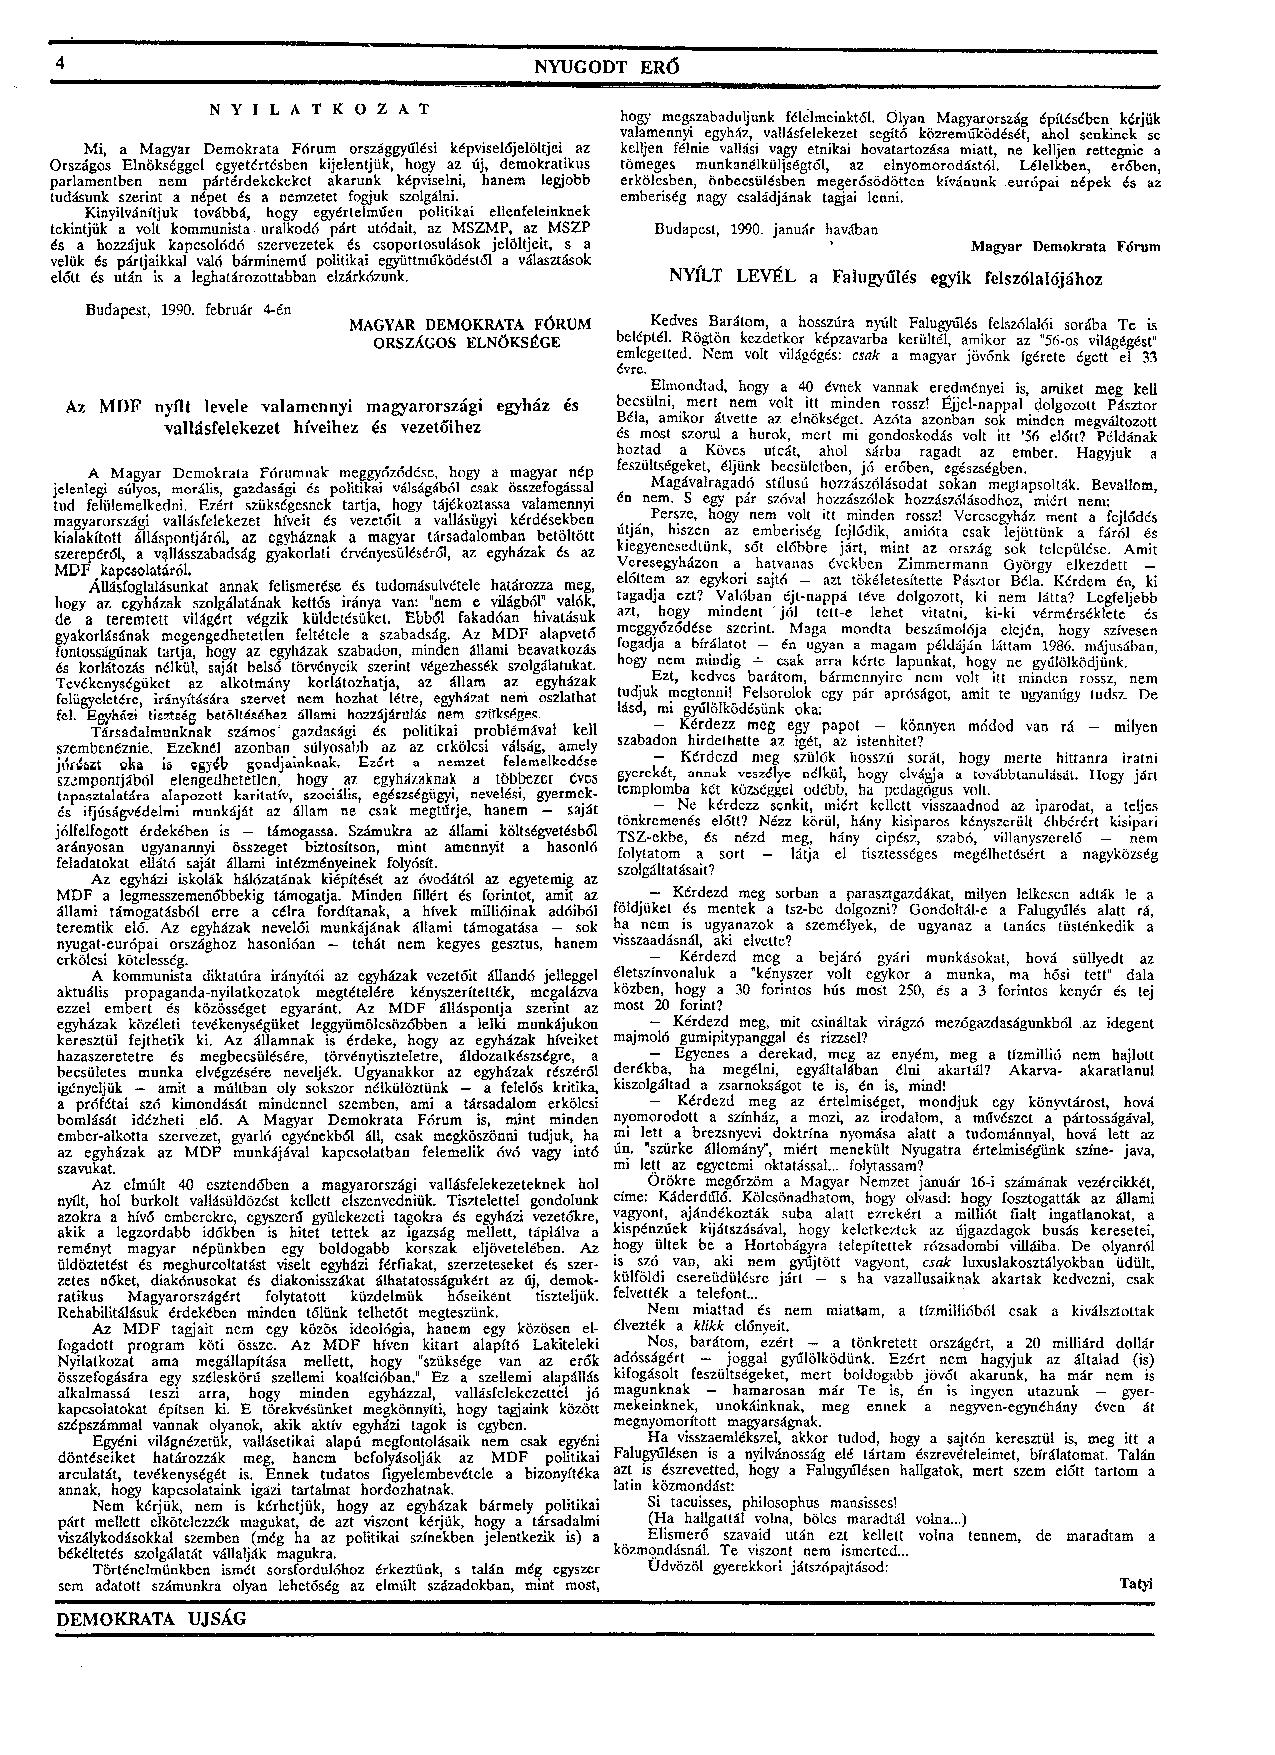 4
NYUGODT ERŐ
NYILATKOZAT
Mi, a Magyar Demokrata Fórum országgyűlési képviselőjelöltjei az
Országos Elnökséggel egyetértésben kijelentjük, hogy az új, demokratikus
parlamentben nem pártérdekekeket akarunk képviselni, hanem legjobb
tudásunk szerint a népet és a nemzetet fogjuk szolgálni.
Kinyilvánítjuk továbbá, hogy egyértelműen politikai ellenfeleinknek
tekintjük a volt kommunista uralkodó párt utódait, az MSZMP, az MSZP
és a hozzájuk kapcsolódó szervezetek és csoportosulások jelöltjeit, s a
velük és pártjaikkal való bárminemű politikai együttműködéstől a választások
előtt és után is a leghatározottabban elzárkózunk.
Budapest, 1990. február 4-én
MAGYAR DEMOKRATA FÓRUM
ORSZÁGOS ELNÖKSÉGE
Az MDF nyílt levele valamennyi magyarországi egyház és
vallásfelekezet híveihez és vezetőihez
A Magyar Demokrata Fórumnak meggyőződése, hogy a magyar nép
jelenlegi súlyos, morális, gazdasági és politikai válságából csak összefogással
tud felülemelkedni. Ezért szükségesnek tartja, hogy tájékoztassa valamennyi
magyarországi vallásfelekezet híveit és vezetőit a vallásügyi kérdésekben
kialakított álláspontjáról, az egyháznak a magyar társadalomban betöltött
szerepéről, a vallásszabadság gyakorlati érvényesüléséről, az egyházak és az
MDF kapcsolatáról.
Állásfoglalásunkat annak felismerése és tudomásulvétele határozza meg,
hogy az egyházak szolgálatának kettős iránya van: "nem e világból" valók,
de a teremtett világért végzik küldetésüket. Ebből fakadóan hivatásuk
gyakorlásának megengedhetetlen feltétele a szabadság. Az MDF alapvető
fontosságúnak tartja, hogy az egyházak szabadon, minden állami beavatkozás
és korlátozás nélkül, saját belső törvényeik szerint végezhessék szolgálatukat.
Tevékenységüket az alkotmány korlátozhatja, az állam az egyházak
felügyeletére, irányítására szervet nem hozhat létre, egyházat nem oszlathat
fel. Egyházi tisztség betöltéséhez állami hozzájárulás nem szükséges.
Társadalmunknak számos gazdasági és politikai problémával kell
szembenéznie. Ezeknél azonban súlyosabb az az erkölcsi válság, amely
jórészt oka is egyéb gondjainknak. Ezért a nemzet felemelkedése
szempontjából elengedhetetlen, hogy az egyházaknak a többezer éves
tapasztalatára alapozott karitatív, szociális, egészségügyi, nevelési, gyermek-
és ifjúságvédelmi munkáját az állam ne csak megtűrje, hanem — saját
jólfelfogott érdekében is — támogassa. Számukra az állami költségvetésből
arányosan ugyanannyi összeget biztosítson, mint amennyit a hasonló
feladatokat ellátó saját állami intézményeinek folyósít.
Az egyházi iskolák hálózatának kiépítését az óvodától az egyetemig az
MDF a legmesszemenőbbekig támogatja. Minden fillért és forintot, amit az
állami támogatásból erre a célra fordítanak, a hívek millióinak adóiból
teremtik elő. Az egyházak nevelői munkájának állami támogatása — sok
nyugat-európai országhoz hasonlóan — tehát nem kegyes gesztus, hanem
erkölcsi kötelesség.
A kommunista diktatúra irányítói az egyházak vezetőit állandó jelleggel
aktuális propaganda-nyilatkozatok megtételére kényszerítették, megalázva
ezzel embert és közösséget egyaránt. Az MDF álláspontja szerint az
egyházak közéleti tevékenységüket leggyümölcsözőbben a lelki munkájukon
keresztül fejthetik ki. Az államnak is érdeke, hogy az egyházak híveiket
hazaszeretetre és megbecsülésére, törvénytiszteletre, áldozatkészségre, a
becsületes munka elvégzésére neveljék. Ugyanakkor az egyházak részéről
igényeljük — amit a múltban oly sokszor nélkülöztünk — a felelős kritika,
a prófétai szó kimondását mindennel szemben, ami a társadalom erkölcsi
bomlását idézheti elő. A Magyar Demokrata Fórum is, mint minden
ember-alkotta szervezet, gyarló egyénekből áll, csak megköszönni tudjuk, ha
az egyházak az MDF munkájával kapcsolatban felemelik óvó vagy intő
szavukat.
Az elmúlt 40 esztendőben a magyarországi vallásfelekezeteknek hol
nyílt, hol burkolt vallásüldözést kellett elszenvedniük. Tisztelettel gondolunk
azokra a hívő emberekre, egyszerű gyülekezeti tagokra és egyházi vezetőkre,
akik a legzordabb időkben is hitet tettek az igazság mellett, táplálva a
reményt magyar népünkben egy boldogabb korszak eljövetelében. Az
üldöztetést és meghurcoltatást viselt egyházi férfiakat, szerzeteseket és szer-
zetes nőket, diakónusokat és diakonisszákat álhatatosságukért az új, demok-
ratikus Magyarországért folytatott küzdelmük hőseiként tiszteljük.
Rehabilitálásuk érdekében minden tőlünk telhetőt megteszünk.
Az MDF tagjait nem egy közös ideológia, hanem egy közösen el-
fogadott program köti össze. Az MDF híven kitart alapító Lakiteleki
Nyilatkozat ama megállapítása mellett, hogy "szüksége van az erők
összefogására egy széleskörű szellemi koalícióban." Ez a szellemi alapállás
alkalmassá teszi arra, hogy minden egyházzal, vallásfelekezettel jó
kapcsolatokat építsen ki. E törekvésünket megkönnyíti, hogy tagjaink között
szépszámmal vannak olyanok, akik aktív egyházi tagok is egyben.
Egyéni világnézetük, vallásetikai alapú megfontolásaik nem csak egyéni
döntéseiket határozzák meg, hanem befolyásolják az MDF politikai
arculatát, tevékenységét is. Ennek tudatos figyelembevétele a bizonyítéka
annak, hogy kapcsolataink igazi tartalmat hordozhatnak.
Nem kérjük, nem is kérhetjük, hogy az egyházak bármely politikai
párt mellett elkötelezzék magukat, de azt viszont kérjük, hogy a társadalmi
viszálykodásokkal szemben (még ha az politikai színekben jelentkezik is) a
békéltetés szolgálatát vállalják magukra.
Történelmünkben ismét sorsfordulóhoz érkeztünk, s talán még egyszer
sem adatott számunkra olyan lehetőség az elmúlt századokban, mint most,
hogy megszabaduljunk félelmeinktől. Olyan Magyarország építésében kérjük
valamennyi egyház, vallásfelekezet segítő közreműködését, ahol senkinek se
kelljen félnie vallási vagy etnikai hovatartozása miatt, ne kelljen rettegnie a
tömeges munkanélküljségtől, az elnyomorodástól. Lélelkben, erőben,
erkölcsben, önbecsülésben megerősödötten kívánunk európai népek és az
emberiség nagy családjának tagjai lenni.
Budapest, 1990. január havában
Magyar Demokrata Fórum
NYÍLT LEVÉL a Falugyűlés egyik felszólalójához
Kedves Barátom, a hosszúra nyúlt Falugyűlés felszólalói sorába Te is
beléptél. Rögtön kezdetkor képzavarba kerültél, amikor az "56-os világégést"
emlegetted. Nem volt világégés: csak a magyar jövőnk ígérete égett el 33
évre.
Elmondtad, hogy a 40 évnek vannak eredményei is, amiket meg kell
becsülni, mert nem volt itt minden rossz! Éjjel-nappal dolgozott Pásztor
Béla, amikor átvette az elnökséget. Azóta azonban sok minden megváltozott
és most szorul a hurok, mert mi gondoskodás volt itt '56 előtt? Példának
hoztad a Köves utcát, ahol sárba ragadt az ember. Hagyjuk a
feszültségeket, éljünk becsületben, jó erőben, egészségben.
Magávalragadó stílusú hozzászólásodat sokan megtapsolták. Bevallom,
én nem. S egy pár szóval hozzászólok hozzászólásodhoz, miért nem:
Persze, hogy nem volt itt minden rossz! Veresegyház ment a fejlődés
útján, hiszen az emberiség fejlődik, amióta csak lejöttünk a fáról és
kiegyenesedtünk, sőt előbbre járt, mint az ország sok települése. Amit
Veresegyházon a hatvanas években Zimmermann György elkezdett —
előttem az egykori sajtó — azt tökéletesítette Pásztor Béla. Kérdem én, ki
tagadja ezt? Valóban éjt-nappá téve dolgozott, ki nem látta? Legfeljebb
azt, hogy mindent jól tett-e lehet vitatni, ki-ki vérmérséklete és
meggyőződése szerint. Maga mondta beszámolója elején, hogy szívesen
fogadja a bírálatot — én ugyan a magam példáján láttam 1986. májusában,
hogy nem mindig — csak arra kérte lapunkat, hogy ne gyűlölködjünk.
Ezt, kedves barátom, bármennyire nem volt itt minden rossz, nem
tudjuk megtenni! Felsorolok egy pár apróságot, amit te ugyanúgy tudsz. De
lásd, mi gyűlölködésünk oka:
— Kérdezz meg egy papot — könnyen módod van rá — milyen
szabadon hirdethette az igét, az istenhitet?
— Kérdezd meg szülők hosszú sorát, hogy merte hittanra iratni
gyerekét, annak veszélye nélkül, hogy elvágja a továbbtanulását. Hogy járt
templomba két községgel odébb, ha pedagógus volt.
— Ne kérdezz senkit, miért kellett visszaadnod az iparodat, a teljes
tönkremenés előtt? Nézz körül, hány kisiparos kényszerült éhbérért kisipari
TSZ-ekbe, és nézd meg, hány cipész, szabó, villanyszerelő — nem
folytatom a sort — látja el tisztességes megélhetésért a nagyközség
szolgáltatásait?
— Kérdezd meg sorban a parasztgazdákat, milyen lelkesen adták le a
földjüket és mentek a tsz-be dolgozni? Gondoltál-e a Falugyűlés alatt rá,
ha nem is ugyanazok a személyek, de ugyanaz a tanács tüsténkedik a
visszaadásnál, aki elvette?
— Kérdezd meg a bejáró gyári munkásokat, hová süllyedt az
életszínvonaluk a "kényszer volt egykor a munka, ma hősi tett" dala
közben, hogy a 30 forintos hús most 250, és a 3 forintos kenyér és tej
most 20 forint?
— Kérdezd meg, mit csináltak virágzó mezőgazdaságunkból az idegent
majmoló gumipitypanggal és rizzsel?
— Egyenes a derekad, meg az enyém, meg a tízmillió nem hajlott
derékba, ha megélni, egyáltalában élni akartál? Akarva- akaratlanul
kiszolgáltad a zsarnokságot te is, én is, mind!
— Kérdezd meg az értelmiséget, mondjuk egy könyvtárost, hová
nyomorodott a színház, a mozi, az irodalom, a művészet a pártosságával,
mi lett a brezsnyevi doktrína nyomása alatt a tudománnyal, hová lett az
ún. "szürke állomány", miért menekült Nyugatra értelmiségünk színe- java,
mi lett az egyetemi oktatással... folytassam?
Örökre megőrzöm a Magyar Nemzet január 16-i számának vezércikkét,
címe: Káderdűlő. Kölcsönadhatom, hogy olvasd: hogy fosztogatták az állami
vagyont, ajándékozták suba alatt ezrekért a milliót fialt ingatlanokat, a
kispénzűek kijátszásával, hogy keletkeztek az újgazdagok busás keresetei,
hogy ültek be a Hortobágyra telepítettek rózsadombi villáiba. De olyanról
is szó van, aki nem gyűjtött vagyont, csak luxuslakosztályokban üdült,
külföldi csereüdülésre járt — s ha vazallusaiknak akartak kedvezni, csak
felvették a telefont...
Nem miattad és nem miattam, a tízmillióból csak a kiválsztottak
élvezték a klikk előnyeit.
Nos, barátom, ezért — a tönkretett országért, a 20 milliárd dollár
adósságért — joggal gyűlölködünk. Ezért nem hagyjuk az általad (is)
kifogásolt feszültségeket, mert boldogabb jövőt akarunk, ha már nem is
magunknak — hamarosan már Te is, én is ingyen utazunk — gyer-
mekeinknek, unokáinknak, meg ennek a negyven-egynéhány éven át
megnyomorított magyarságnak.
Ha visszaemlékszel, akkor tudod, hogy a sajtón keresztül is, meg itt a
Falugyűlésen is a nyilvánosság elé tártam észrevételeimet, bírálatomat. Talán
azt is észrevetted, hogy a Falugyűlésen hallgatok, mert szem előtt tartom a
latin közmondást:
Si tacuisses, philosophus mansisses!
(Ha hallgattál volna, bölcs maradtál volna...)
Elismerő szavaid után ezt kellett volna tennem, de maradtam a
közmondásnál. Te viszont nem ismerted...
Üdvözöl gyerekkori játszópajtásod:
Tatyi
DEMOKRATA UJSÁG